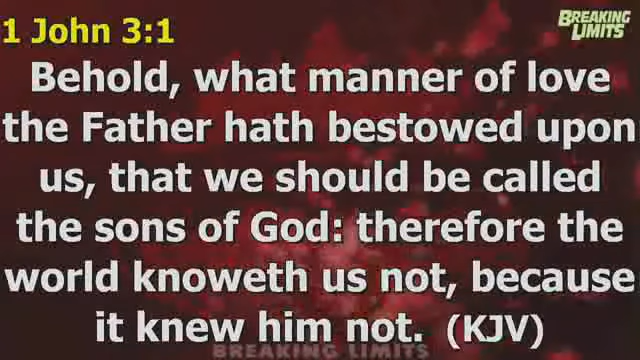 1 John 3:1
BREAKING
LIMITS
Behold, what manner of love
the Father hath bestowed upon
us, that we should be called
the sons of God: therefore the
world knoweth us not, because
it knew him not. (KJV)
BREAKING LIMITS